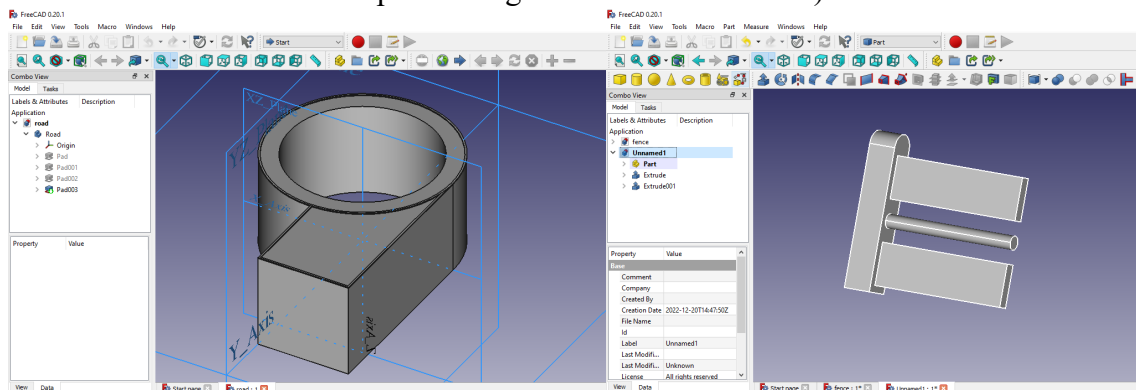 FreeCAD 0.20.1
File Edit View Tools Macro Windows Help
Start
Combo View
Model Tasks
Labels & Attributes Description
Application
road
Road
Origin
Pad
Pad001
Pad002
Pad003
Property Value
View Data
Start page road : 1
XZ_Plane
Y_Axis
FreeCAD 0.20.1
File Edit View Tools Macro Part Measure Windows Help
Part
Combo View
Model Tasks
Labels & Attributes Description
Application
fence
Unnamed1
Part
Extrude
Extrude001
Property Value
Base
Comment
Company
Created By
Creation Date 2022-12-20T14:47:50Z
File Name
Id
Label Unnamed1
Last Modifi...
Last Modifi... Unknown
License All rights reserved
View Data
Start page fence : 1* Unnamed1 : 1*